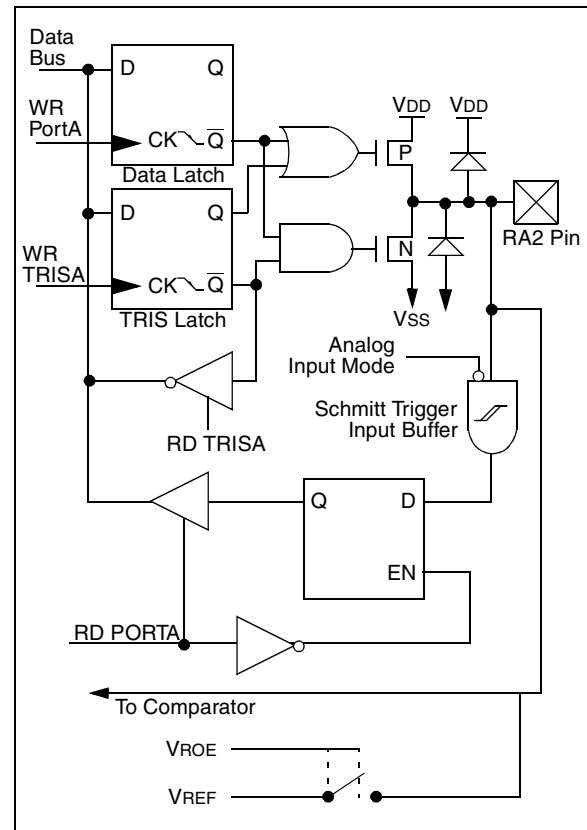 Data
Bus
D
Q
WR
PortA
CK
Q
Data Latch
VDD
VDD
P
D
Q
N
RA2 Pin
WR
TRISA
CK
Q
TRIS Latch
VSS
Analog
Input Mode
Schmitt Trigger
Input Buffer
RD TRISA
Q
D
EN
RD PORTA
To Comparator
VROE
VREF